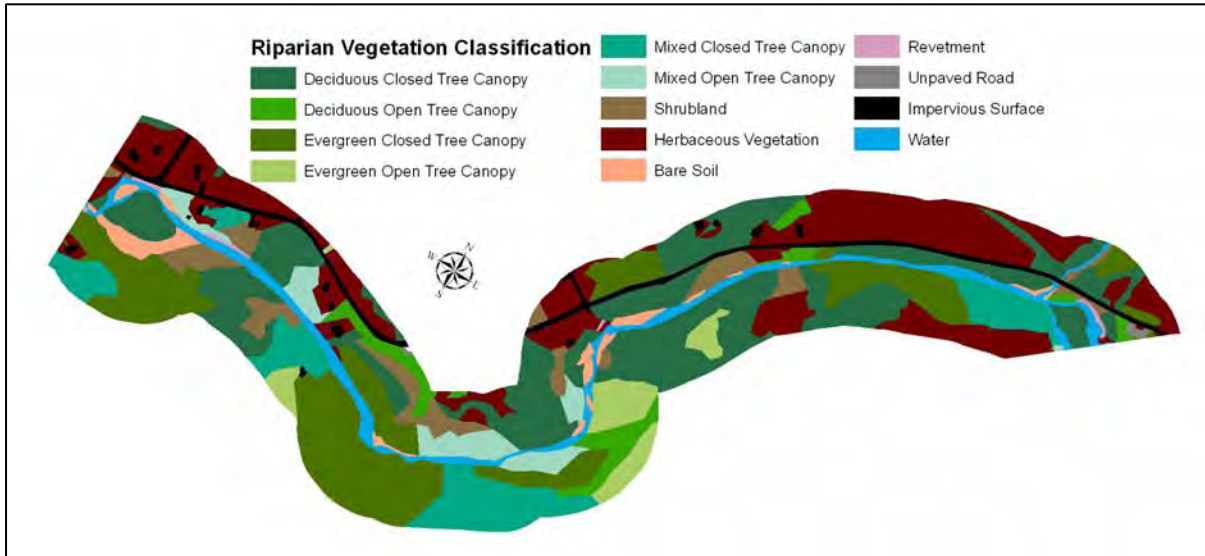 Riparian Vegetation Classification
Deciduous Closed Tree Canopy
Deciduous Open Tree Canopy
Evergreen Closed Tree Canopy
Evergreen Open Tree Canopy
Mixed Closed Tree Canopy
Mixed Open Tree Canopy
Shrubland
Herbaceous Vegetation
Bare Soil
Revetment
Unpaved Road
Impervious Surface
Water
N
W
E
S